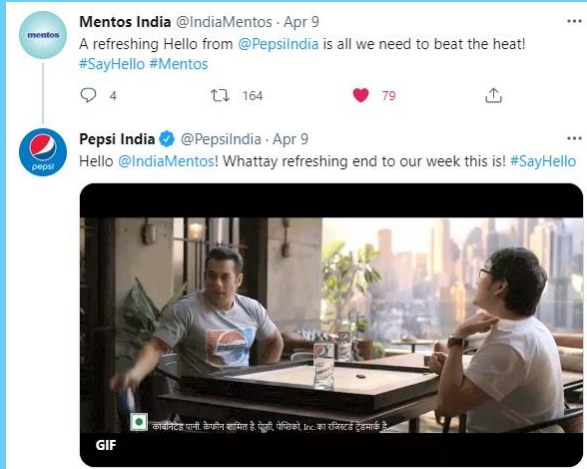 mentos
Mentos India @IndiaMentos · Apr 9
A refreshing Hello from @PepsiIndia is all we need to beat the heat!
#SayHello #Mentos
4 164 79
pepsi
Pepsi India @PepsiIndia · Apr 9
Hello @IndiaMentos! Whattay refreshing end to our week this is! #SayHello
कार्बोनेटेड पानी. कैफीन शामिल है. पेप्सी, पेप्सिको, Inc. का रजिस्टर्ड ट्रेडमार्क है.
GIF